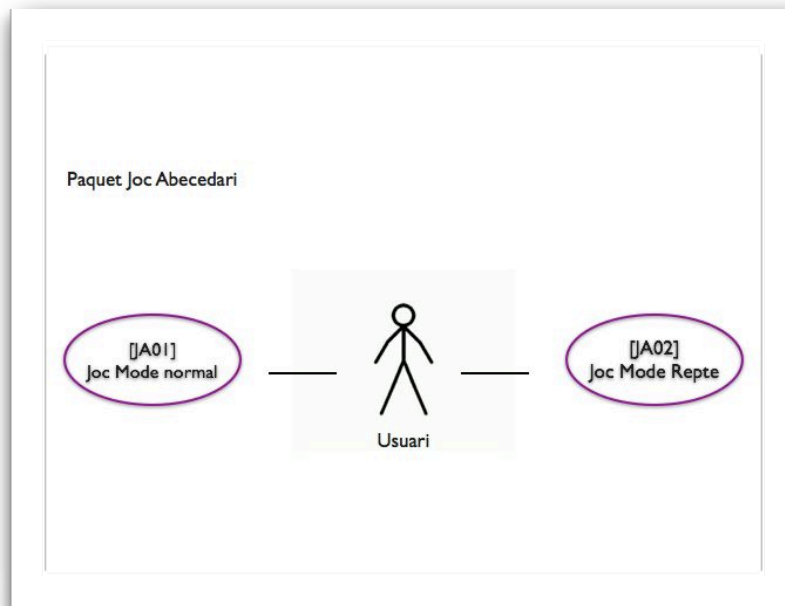 Paquet Joc Abecedari
[JA01]
Joc Mode normal
[JA02]
Joc Mode Repte
Usuari